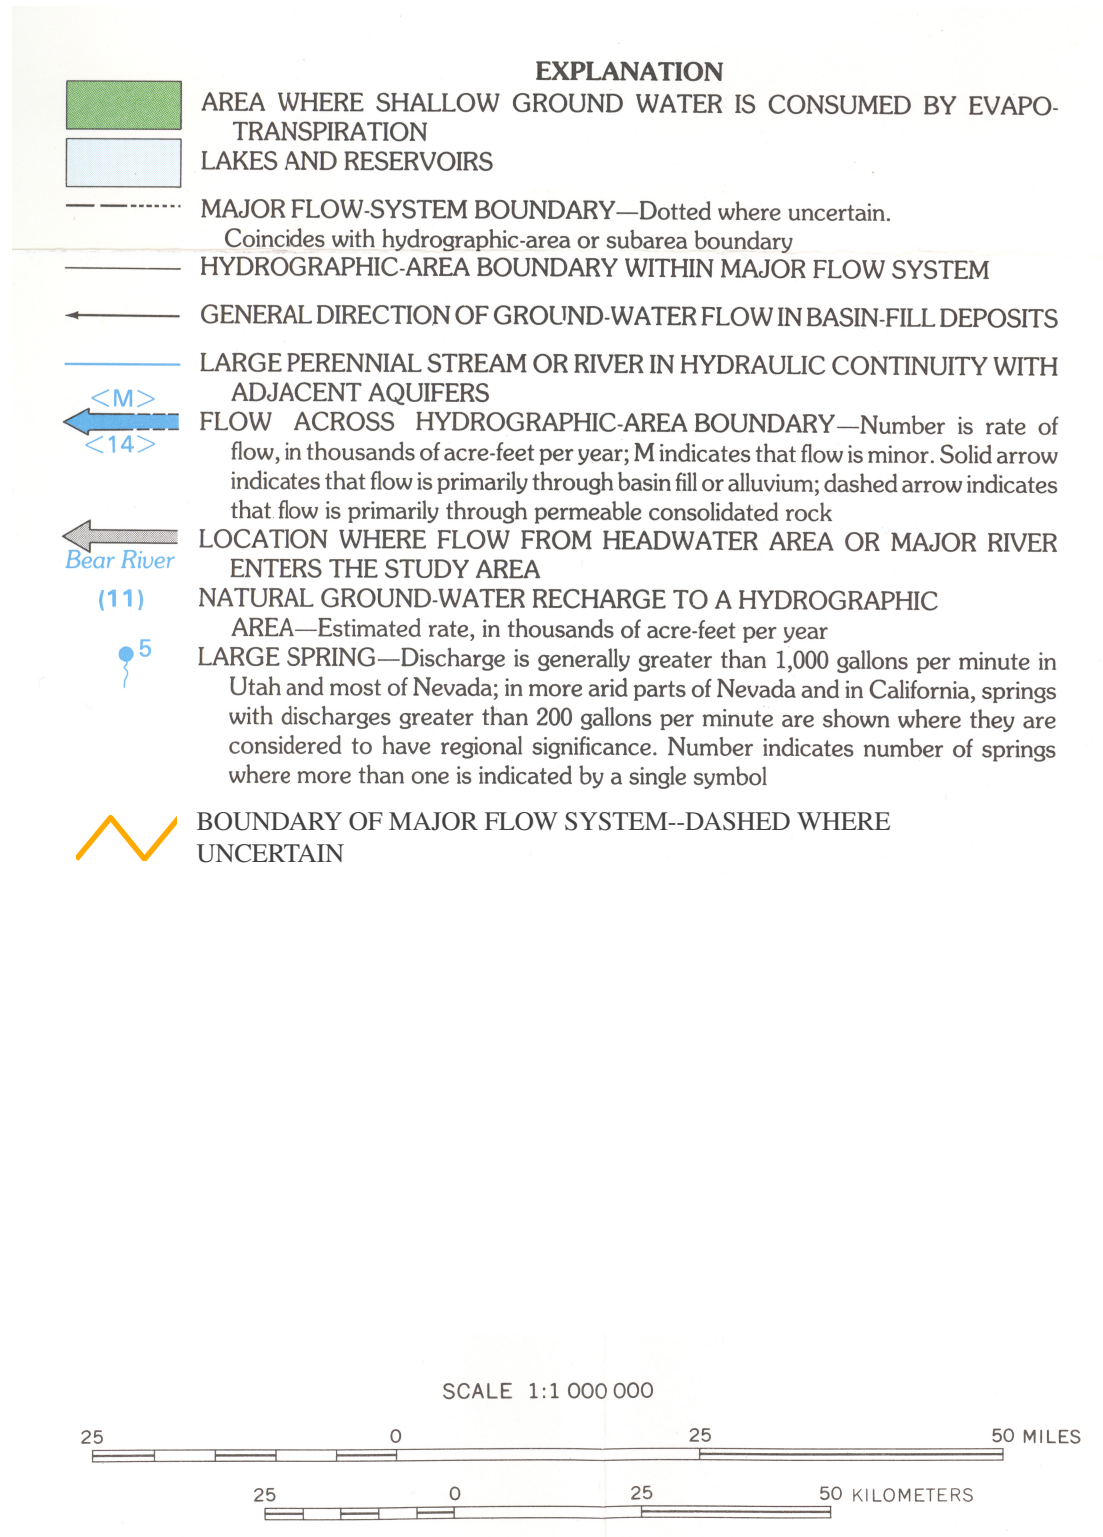 EXPLANATION
AREA WHERE SHALLOW GROUND WATER IS CONSUMED BY EVAPO-
TRANSPIRATION
LAKES AND RESERVOIRS
MAJOR FLOW-SYSTEM BOUNDARY—Dotted where uncertain.
Coincides with hydrographic-area or subarea boundary
HYDROGRAPHIC-AREA BOUNDARY WITHIN MAJOR FLOW SYSTEM
GENERAL DIRECTION OF GROUND-WATER FLOW IN BASIN-FILL DEPOSITS
LARGE PERENNIAL STREAM OR RIVER IN HYDRAULIC CONTINUITY WITH
ADJACENT AQUIFERS
<M>
<14>
FLOW ACROSS HYDROGRAPHIC-AREA BOUNDARY—Number is rate of
flow, in thousands of acre-feet per year; M indicates that flow is minor. Solid arrow
indicates that flow is primarily through basin fill or alluvium; dashed arrow indicates
that flow is primarily through permeable consolidated rock
Bear River
LOCATION WHERE FLOW FROM HEADWATER AREA OR MAJOR RIVER
ENTERS THE STUDY AREA
(11)
NATURAL GROUND-WATER RECHARGE TO A HYDROGRAPHIC
AREA—Estimated rate, in thousands of acre-feet per year
5
LARGE SPRING—Discharge is generally greater than 1,000 gallons per minute in
Utah and most of Nevada; in more arid parts of Nevada and in California, springs
with discharges greater than 200 gallons per minute are shown where they are
considered to have regional significance. Number indicates number of springs
where more than one is indicated by a single symbol
BOUNDARY OF MAJOR FLOW SYSTEM--DASHED WHERE
UNCERTAIN
SCALE 1:1 000 000
25 0 25 50 MILES
25 0 25 50 KILOMETERS